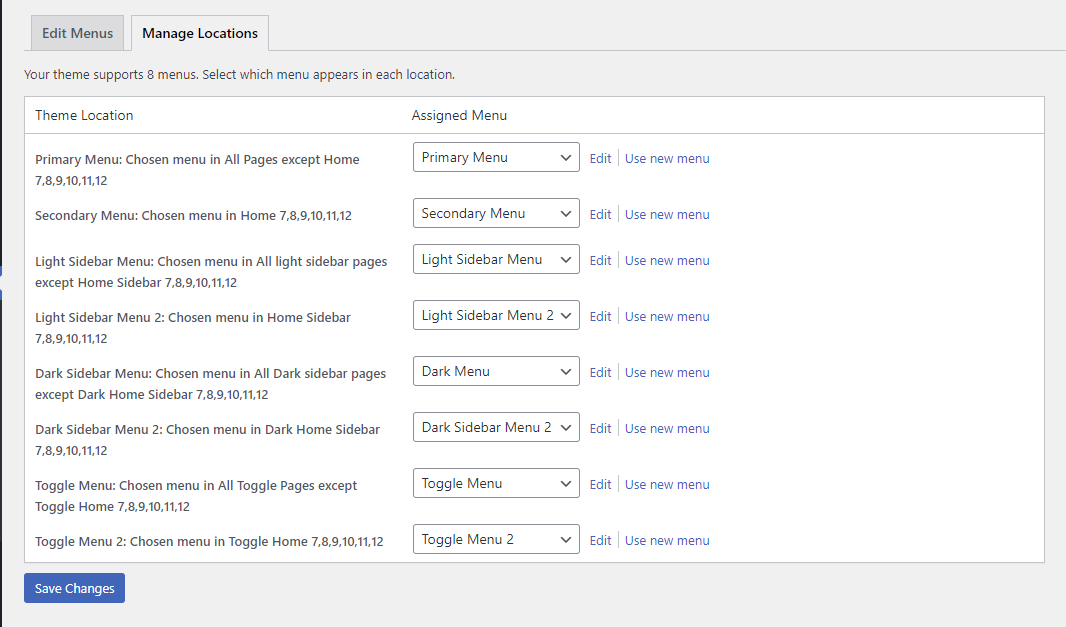 Edit Menus
Manage Locations
Your theme supports 8 menus. Select which menu appears in each location.
Theme Location
Assigned Menu
Primary Menu: Chosen menu in All Pages except Home
7,8,9,10,11,12
Primary Menu
Edit
Use new menu
Secondary Menu: Chosen menu in Home 7,8,9,10,11,12
Secondary Menu
Edit
Use new menu
Light Sidebar Menu: Chosen menu in All light sidebar pages
except Home Sidebar 7,8,9,10,11,12
Light Sidebar Menu
Edit
Use new menu
Light Sidebar Menu 2: Chosen menu in Home Sidebar
7,8,9,10,11,12
Light Sidebar Menu 2
Edit
Use new menu
Dark Sidebar Menu: Chosen menu in All Dark sidebar pages
except Dark Home Sidebar 7,8,9,10,11,12
Dark Menu
Edit
Use new menu
Dark Sidebar Menu 2: Chosen menu in Dark Home Sidebar
7,8,9,10,11,12
Dark Sidebar Menu 2
Edit
Use new menu
Toggle Menu: Chosen menu in All Toggle Pages except
Toggle Home 7,8,9,10,11,12
Toggle Menu
Edit
Use new menu
Toggle Menu 2: Chosen menu in Toggle Home 7,8,9,10,11,12
Toggle Menu 2
Edit
Use new menu
Save Changes